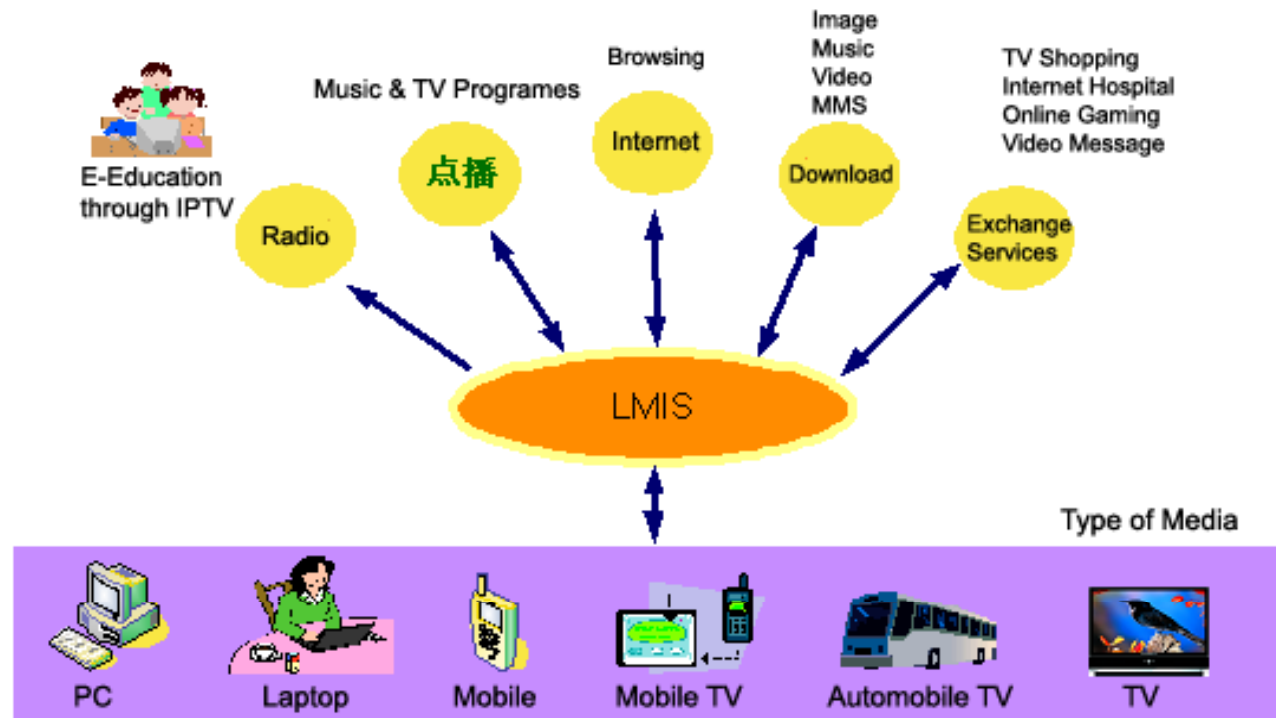 Image
Music
Video
MMS
Browsing
TV Shopping
Internet Hospital
Online Gaming
Video Message
Music & TV Programes
E-Education
through IPTV
Radio
点播
Internet
Download
Exchange
Services
LMIS
Type of Media
PC
Laptop
Mobile
Mobile TV
Automobile TV
TV